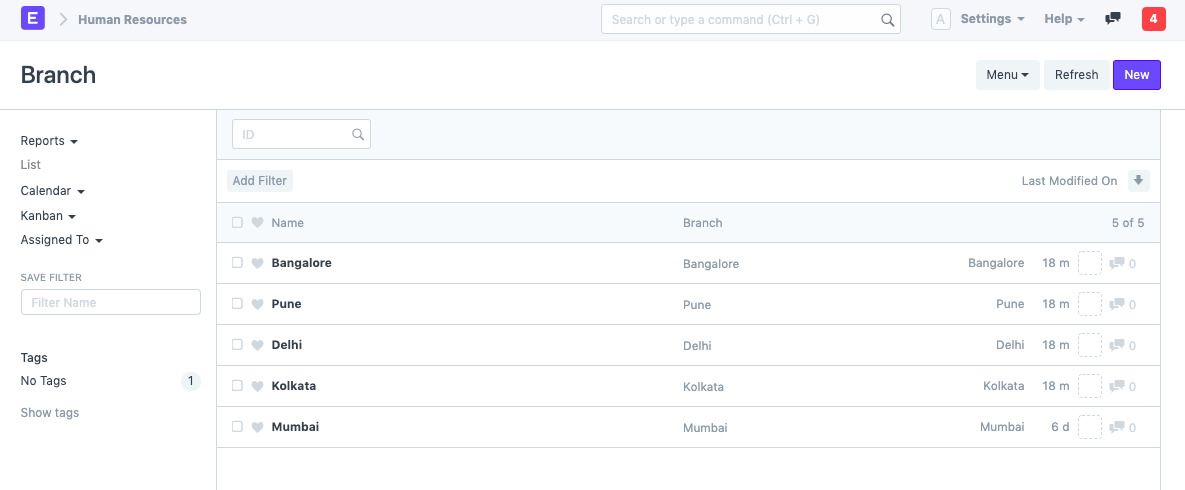 E Human Resources Search or type a command (Ctrl + G) A Settings Help 4
Branch Menu Refresh New
Reports
List
Calendar
Kanban
Assigned To
SAVE FILTER
Filter Name
Tags
No Tags 1
Show tags
ID
Add Filter Last Modified On
Name Branch 5 of 5
Bangalore Bangalore Bangalore 18 m 0
Pune Pune Pune 18 m 0
Delhi Delhi Delhi 18 m 0
Kolkata Kolkata Kolkata 18 m 0
Mumbai Mumbai Mumbai 6 d 0